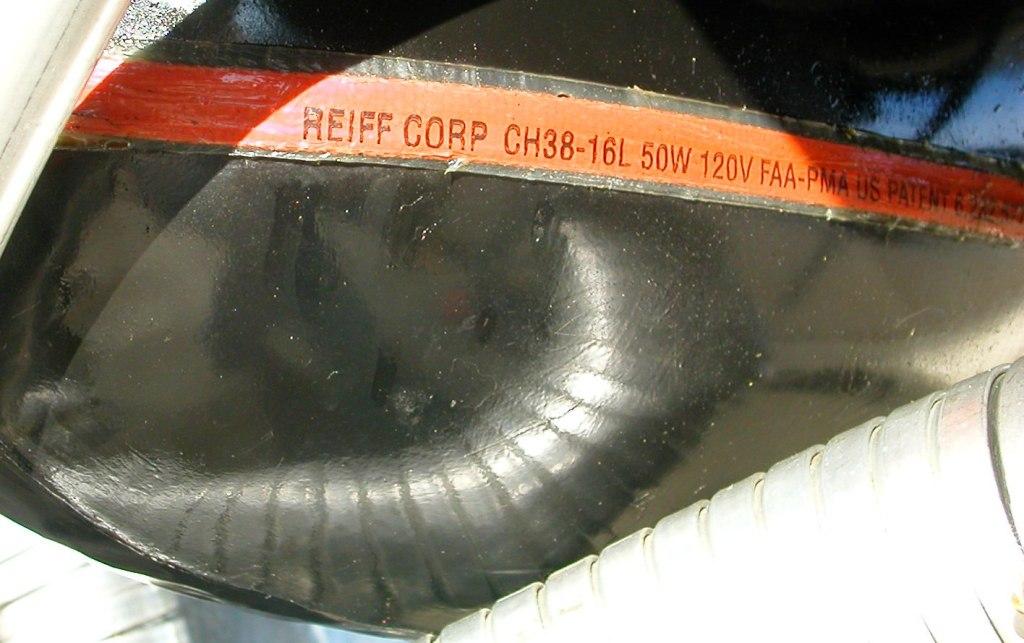 REIFF CORP CH38-16L 50W 120V FAA-PMA US PATENT